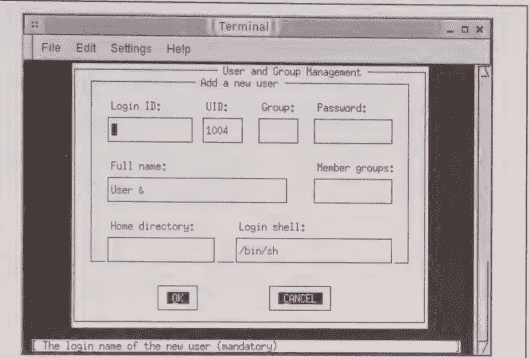 Terminal
File Edit Settings Help
User and Group Management
Add a new user
Login ID: UID: Group: Password:
1004
Full name: Member groups:
User &
Home directory: Login shell:
/bin/sh
OK CANCEL
[ The login name of the new user (mandatory) ]